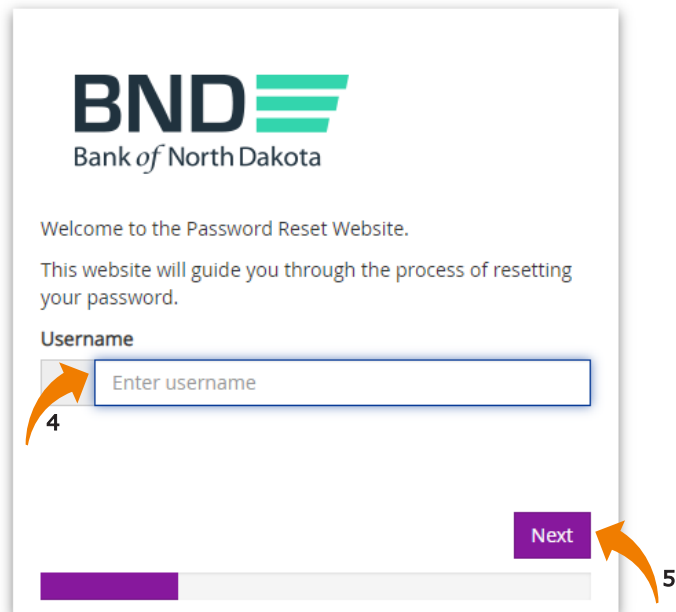 BND
Bank of North Dakota
Welcome to the Password Reset Website.
This website will guide you through the process of resetting
your password.
Username
Enter username
4
Next
5